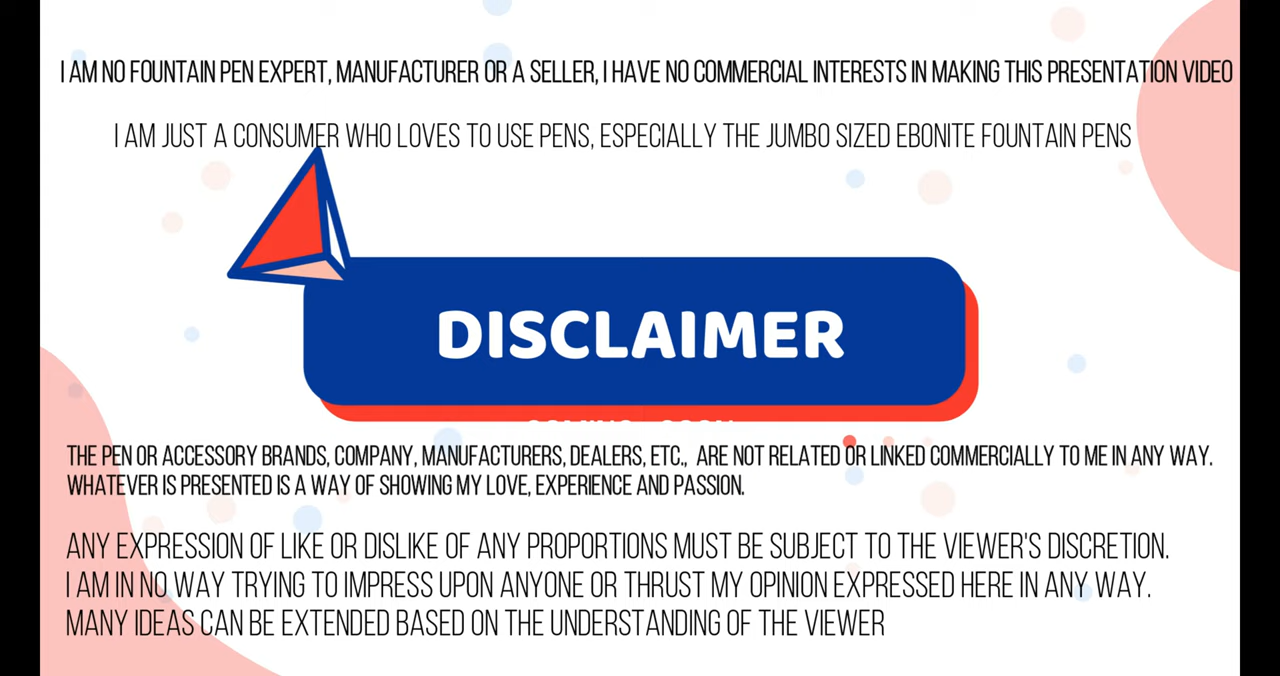 I AM NO FOUNTAIN PEN EXPERT, MANUFACTURER OR A SELLER, I HAVE NO COMMERCIAL INTERESTS IN MAKING THIS PRESENTATION VIDEO
I AM JUST A CONSUMER WHO LOVES TO USE PENS, ESPECIALLY THE JUMBO SIZED EBONITE FOUNTAIN PENS
DISCLAIMER
THE PEN OR ACCESSORY BRANDS, COMPANY, MANUFACTURERS, DEALERS, ETC., ARE NOT RELATED OR LINKED COMMERCIALLY TO ME IN ANY WAY.
WHATEVER IS PRESENTED IS A WAY OF SHOWING MY LOVE, EXPERIENCE AND PASSION.
ANY EXPRESSION OF LIKE OR DISLIKE OF ANY PROPORTIONS MUST BE SUBJECT TO THE VIEWER'S DISCRETION.
I AM IN NO WAY TRYING TO IMPRESS UPON ANYONE OR THRUST MY OPINION EXPRESSED HERE IN ANY WAY.
MANY IDEAS CAN BE EXTENDED BASED ON THE UNDERSTANDING OF THE VIEWER